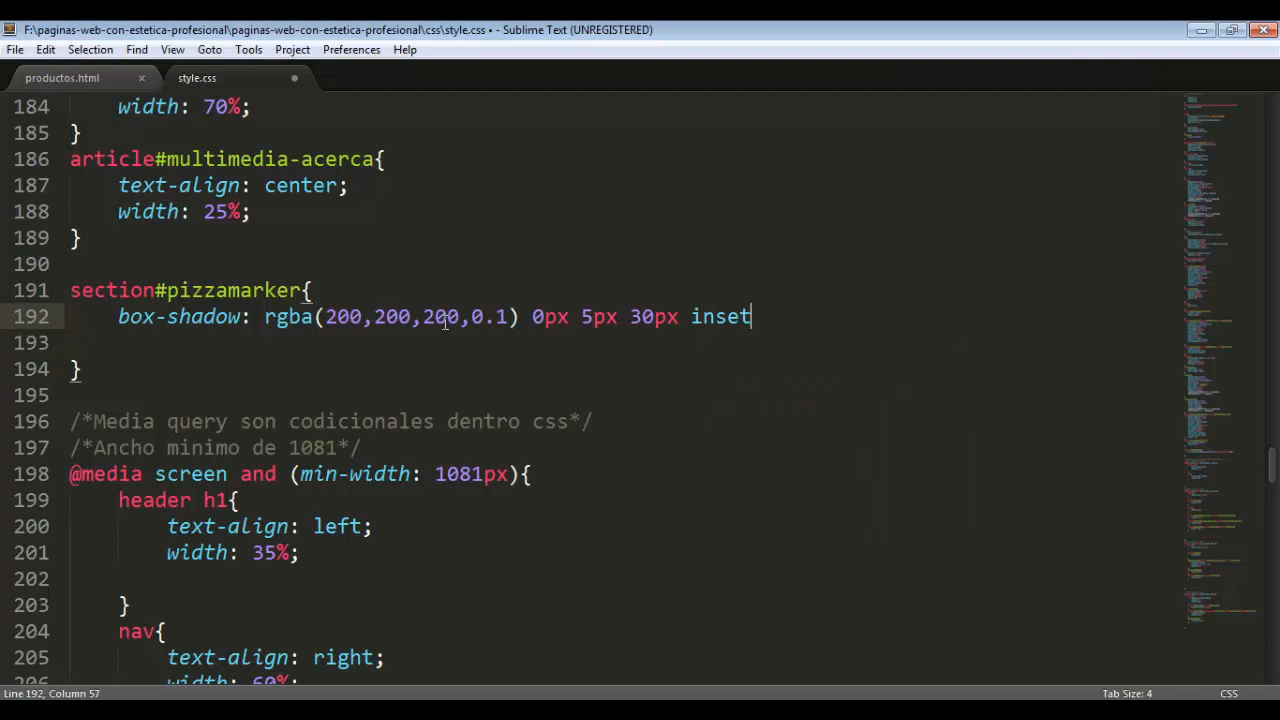 F:\paginas-web-con-estetica-profesional\paginas-web-con-estetica-profesional\css\style.css • - Sublime Text (UNREGISTERED)
File Edit Selection Find View Goto Tools Project Preferences Help
productos.html × style.css
184 width: 70%;
185 }
186 article#multimedia-acerca{
187 text-align: center;
188 width: 25%;
189 }
190
191 section#pizzamarker{
192 box-shadow: rgba(200,200,200,0.1) 0px 5px 30px inset
193
194 }
195
196 /*Media query son codicionales dentro css*/
197 /*Ancho minimo de 1081*/
198 @media screen and (min-width: 1081px){
199 header h1{
200 text-align: left;
201 width: 35%;
202
203 }
204 nav{
205 text-align: right;
206 width: 60%;
Line 192, Column 57 Tab Size: 4 CSS